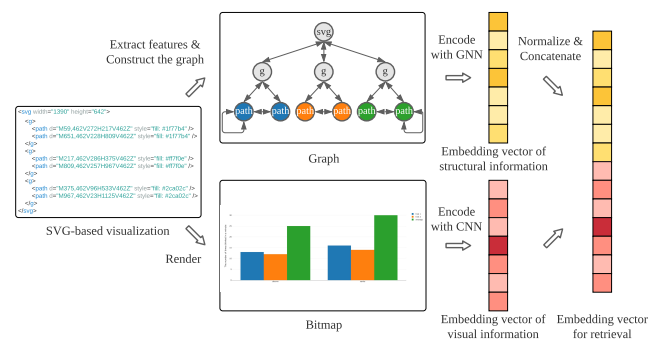 Extract features &
Construct the graph
svg
g
g
g
path
path
path
path
path
path
Graph
Encode
with GNN
Normalize &
Concatenate
Embedding vector of
structural information
<svg width="1390" height="642">
<g>
<path d="M59,462V272H217V462Z" style="fill: #1f77b4" />
<path d="M651,462V228H809V462Z" style="fill: #1f77b4" />
</g>
<g>
<path d="M217,462V286H375V462Z" style="fill: #ff7f0e" />
<path d="M809,462V257H967V462Z" style="fill: #ff7f0e" />
</g>
<g>
<path d="M375,462V96H533V462Z" style="fill: #2ca02c" />
<path d="M967,462V23H1125V462Z" style="fill: #2ca02c" />
</g>
</svg>
SVG-based visualization
Render
Bitmap
Encode
with CNN
Embedding vector of
visual information
Embedding vector
for retrieval